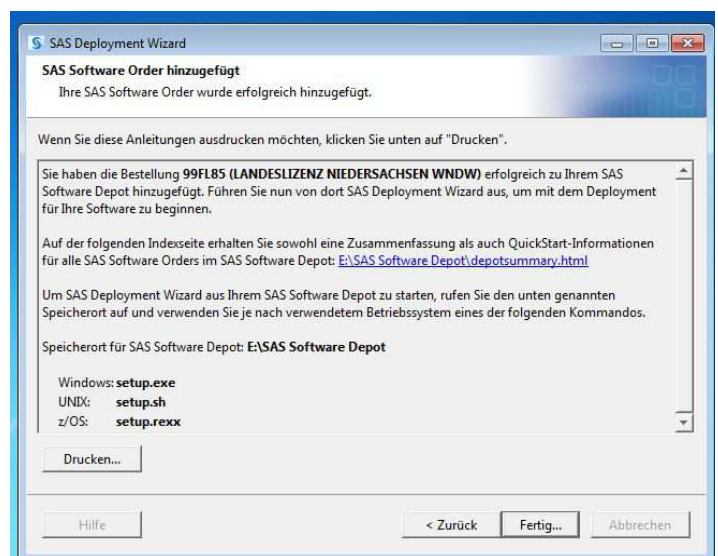 SAS Deployment Wizard
SAS Software Order hinzugefügt
Ihre SAS Software Order wurde erfolgreich hinzugefügt.
Wenn Sie diese Anleitungen ausdrucken möchten, klicken Sie unten auf "Drucken".
Sie haben die Bestellung 99FL85 (LANDESLIZENZ NIEDERSACHSEN WNDW) erfolgreich zu Ihrem SAS
Software Depot hinzugefügt. Führen Sie nun von dort SAS Deployment Wizard aus, um mit dem Deployment
für Ihre Software zu beginnen.
Auf der folgenden Indexseite erhalten Sie sowohl eine Zusammenfassung als auch QuickStart-Informationen
für alle SAS Software Orders im SAS Software Depot: E:\SAS Software Depot\depotsummary.html
Um SAS Deployment Wizard aus Ihrem SAS Software Depot zu starten, rufen Sie den unten genannten
Speicherort auf und verwenden Sie je nach verwendetem Betriebssystem eines der folgenden Kommandos.
Speicherort für SAS Software Depot: E:\SAS Software Depot
Windows: setup.exe
UNIX: setup.sh
z/OS: setup.rexx
Drucken...
Hilfe < Zurück Fertig... Abbrechen